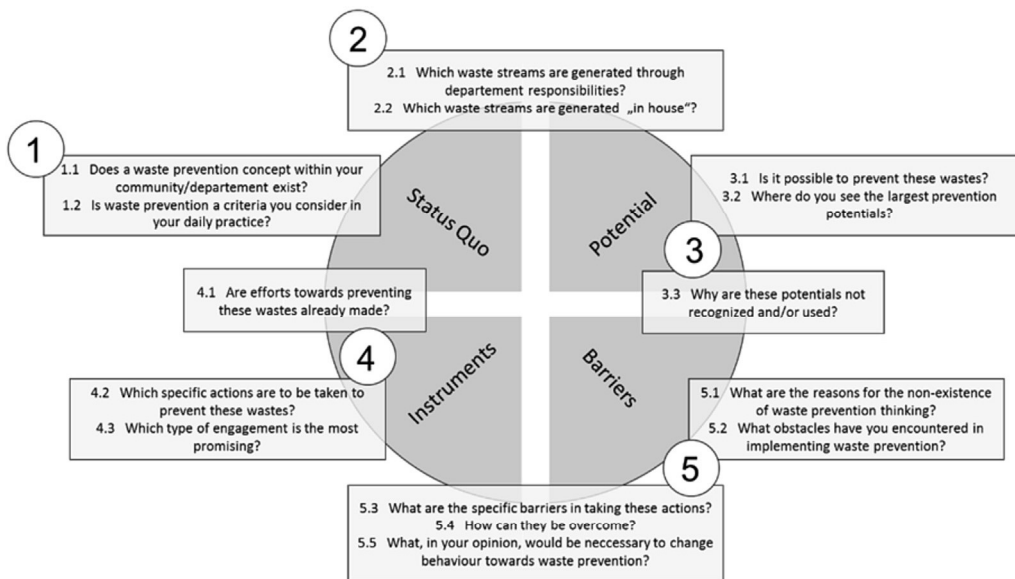 1
1.1 Does a waste prevention concept within your
community/departement exist?
1.2 Is waste prevention a criteria you consider in
your daily practice?
2
2.1 Which waste streams are generated through
departement responsibilities?
2.2 Which waste streams are generated „in house“?
Status Quo
Potential
3.1 Is it possible to prevent these wastes?
3.2 Where do you see the largest prevention
potentials?
3
3.3 Why are these potentials not
recognized and/or used?
4.1 Are efforts towards preventing
these wastes already made?
4
4.2 Which specific actions are to be taken to
prevent these wastes?
4.3 Which type of engagement is the most
promising?
Instruments
Barriers
5.1 What are the reasons for the non-existence
of waste prevention thinking?
5.2 What obstacles have you encountered in
implementing waste prevention?
5
5.3 What are the specific barriers in taking these actions?
5.4 How can they be overcome?
5.5 What, in your opinion, would be neccessary to change
behaviour towards waste prevention?